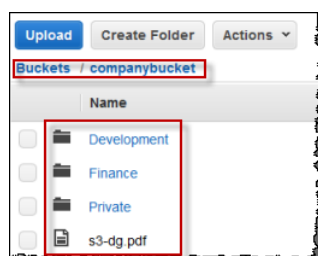 Upload Create Folder Actions
Buckets / companybucket
Name
Development
Finance
Private
s3-dg.pdf